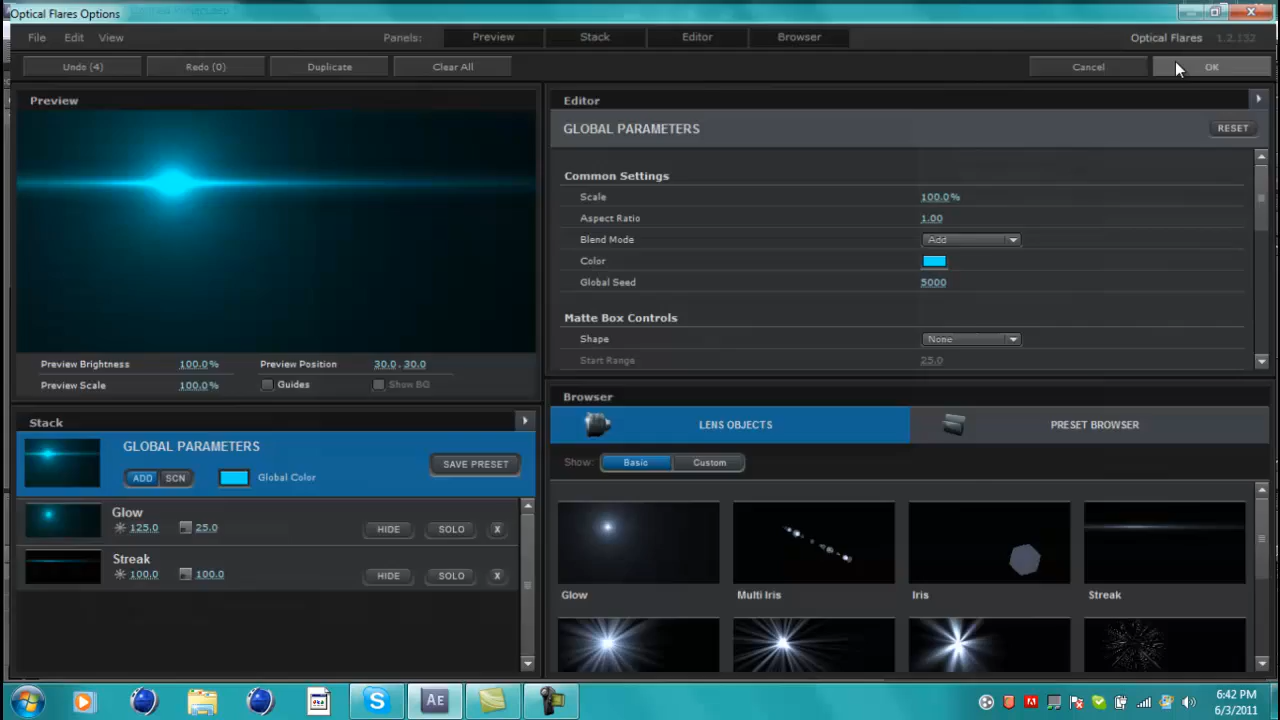 Optical Flares Options
File Edit View Panels: Preview Stack Editor Browser Optical Flares 1.2.132
Undo (4) Redo (0) Duplicate Clear All Cancel OK
Preview
Editor
GLOBAL PARAMETERS RESET
Common Settings
Scale 100.0%
Aspect Ratio 1.00
Blend Mode Add
Color
Global Seed 5000
Matte Box Controls
Shape None
Start Range 25.0
Preview Brightness 100.0% Preview Position 30.0 , 30.0
Preview Scale 100.0% Guides Show BG
Stack
GLOBAL PARAMETERS
ADD SCN Global Color SAVE PRESET
Glow
125.0 25.0 HIDE SOLO X
Streak
100.0 100.0 HIDE SOLO X
Browser
LENS OBJECTS PRESET BROWSER
Show: Basic Custom
Glow Multi Iris Iris Streak
Ae
6:42 PM
6/3/2011